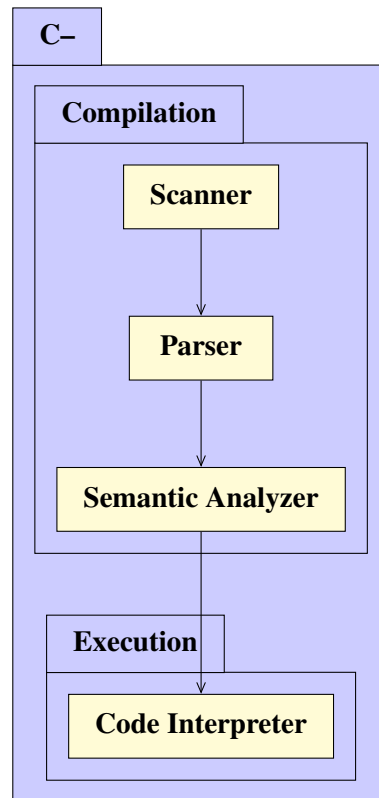 C–
Compilation
Scanner
Parser
Semantic Analyzer
Execution
Code Interpreter